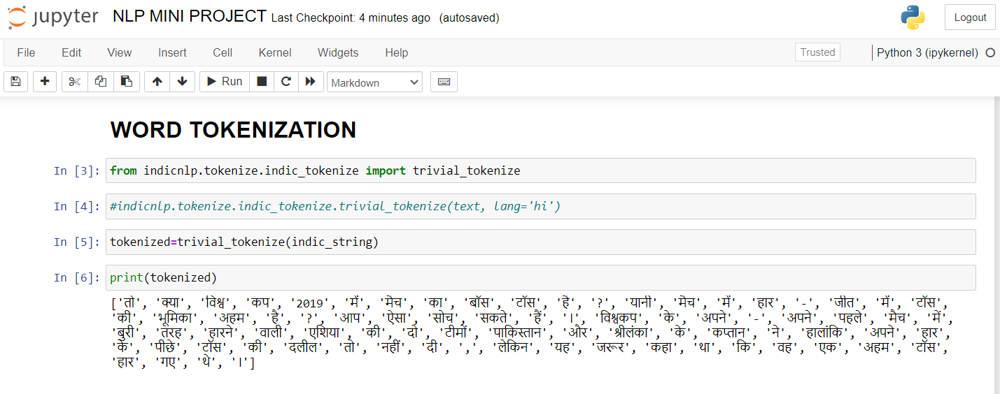 jupyter NLP MINI PROJECT Last Checkpoint: 4 minutes ago (autosaved) Logout
File Edit View Insert Cell Kernel Widgets Help Trusted Python 3 (ipykernel)
Run Markdown
WORD TOKENIZATION
In [3]: from indicnlp.tokenize.indic_tokenize import trivial_tokenize
In [4]: #indicnlp.tokenize.indic_tokenize.trivial_tokenize(text, lang='hi')
In [5]: tokenized=trivial_tokenize(indic_string)
In [6]: print(tokenized)
['तो', 'क्या', 'विश्व', 'कप', '2019', 'में', 'मैच', 'का', 'बॉस', 'टॉस', 'है', '?', 'यानी', 'मैच', 'में', 'हार', '-', 'जीत', 'में', 'टॉस',
'की', 'भूमिका', 'अहम', 'है', '?', 'आप', 'ऐसा', 'सोच', 'सकते', 'हैं', '।', 'विश्वकप', 'के', 'अपने', '-', 'अपने', 'पहले', 'मैच', 'में',
'बुरी', 'तरह', 'हारने', 'वाली', 'एशिया', 'की', 'दो', 'टीमों', 'पाकिस्तान', 'और', 'श्रीलंका', 'के', 'कप्तान', 'ने', 'हालांकि', 'अपने', 'हार',
'के', 'पीछे', 'टॉस', 'की', 'दलील', 'तो', 'नहीं', 'दी', ',', 'लेकिन', 'यह', 'जरूर', 'कहा', 'था', 'कि', 'वह', 'एक', 'अहम', 'टॉस',
'हार', 'गए', 'थे', '।']